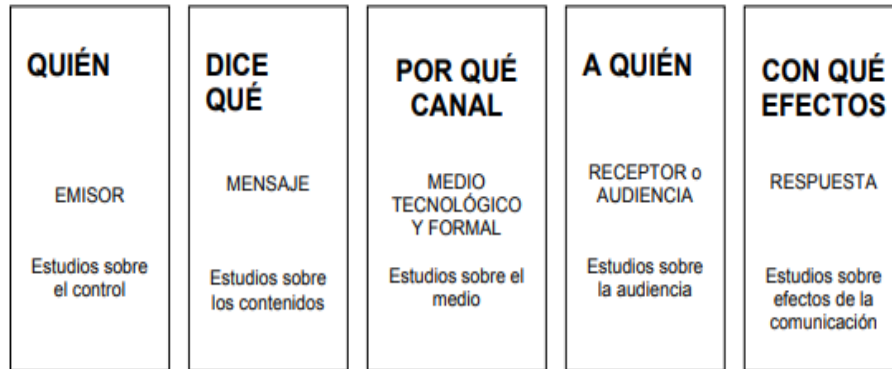 QUIÉN
EMISOR
Estudios sobre
el control
DICE
QUÉ
MENSAJE
Estudios sobre
los contenidos
POR QUÉ
CANAL
MEDIO
TECNOLÓGICO
Y FORMAL
Estudios sobre el
medio
A QUIÉN
RECEPTOR o
AUDIENCIA
Estudios sobre
la audiencia
CON QUÉ
EFECTOS
RESPUESTA
Estudios sobre
efectos de la
comunicación